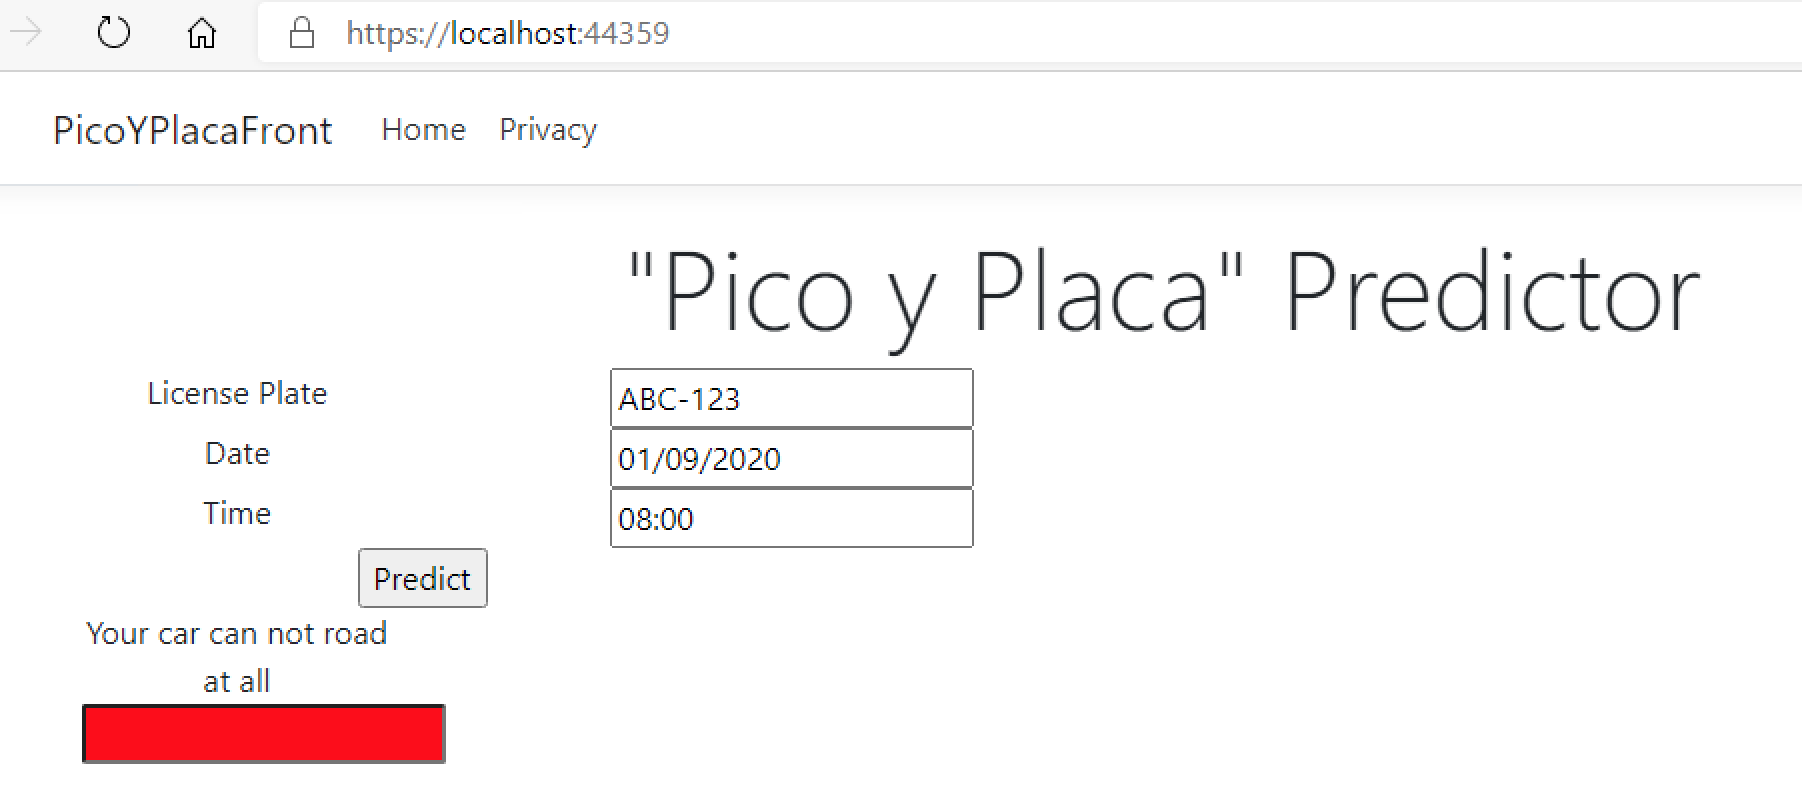 https://localhost:44359
PicoYPlacaFront Home Privacy
"Pico y Placa" Predictor
License Plate ABC-123
Date 01/09/2020
Time 08:00
Predict
Your car can not road
at all